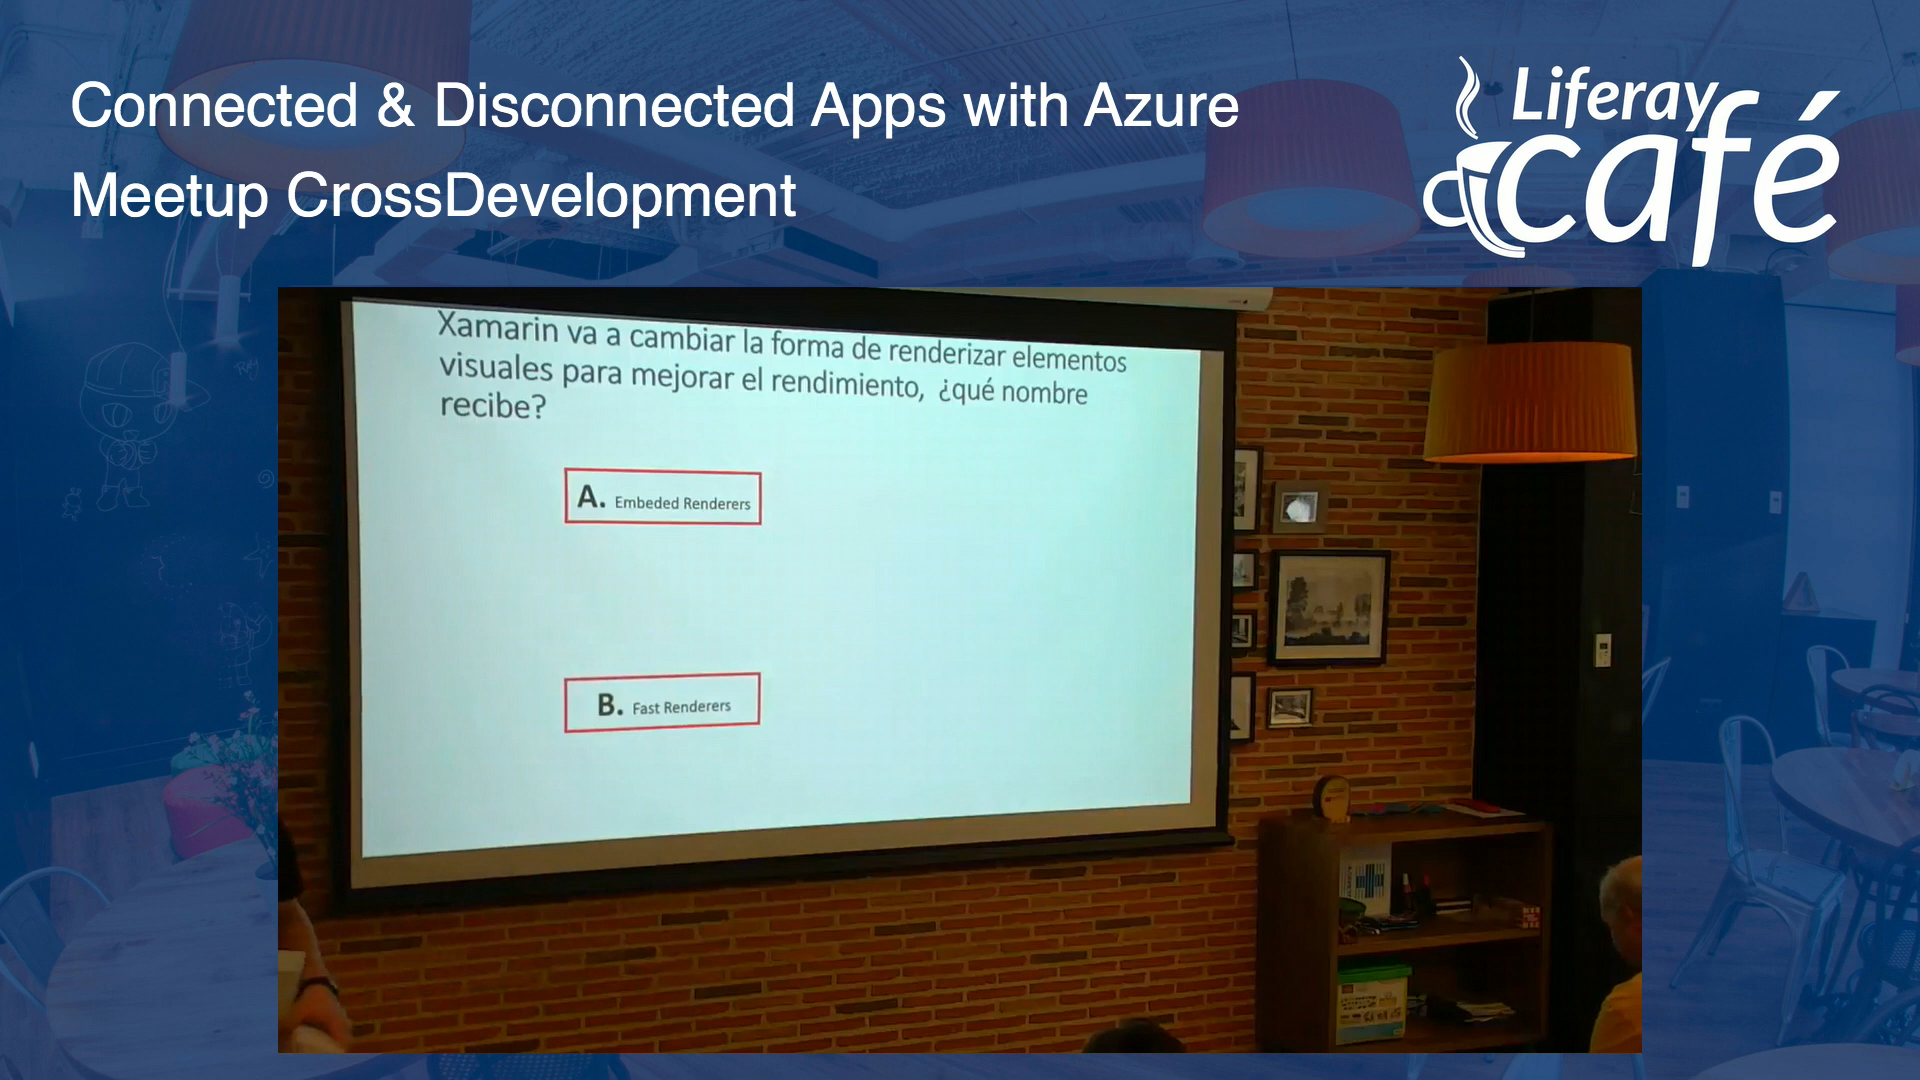 Connected & Disconnected Apps with Azure
Meetup CrossDevelopment
Liferay
café
Xamarin va a cambiar la forma de renderizar elementos
visuales para mejorar el rendimiento, ¿qué nombre
recibe?
A. Embeded Renderers
B. Fast Renderers